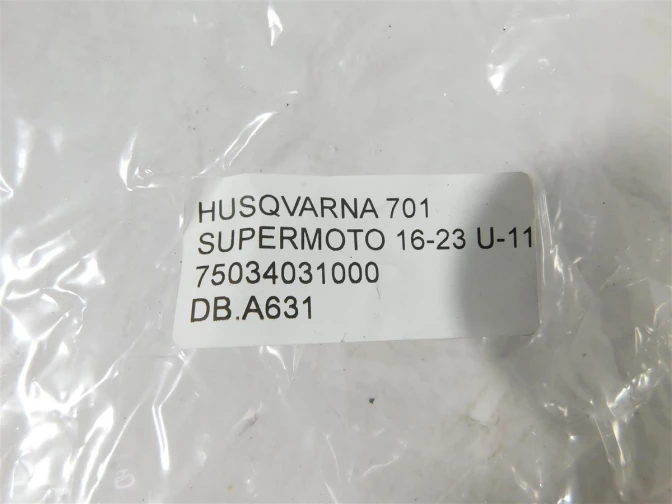 HUSQVARNA 701
SUPERMOTO 16-23 U-11
75034031000
DB.A631